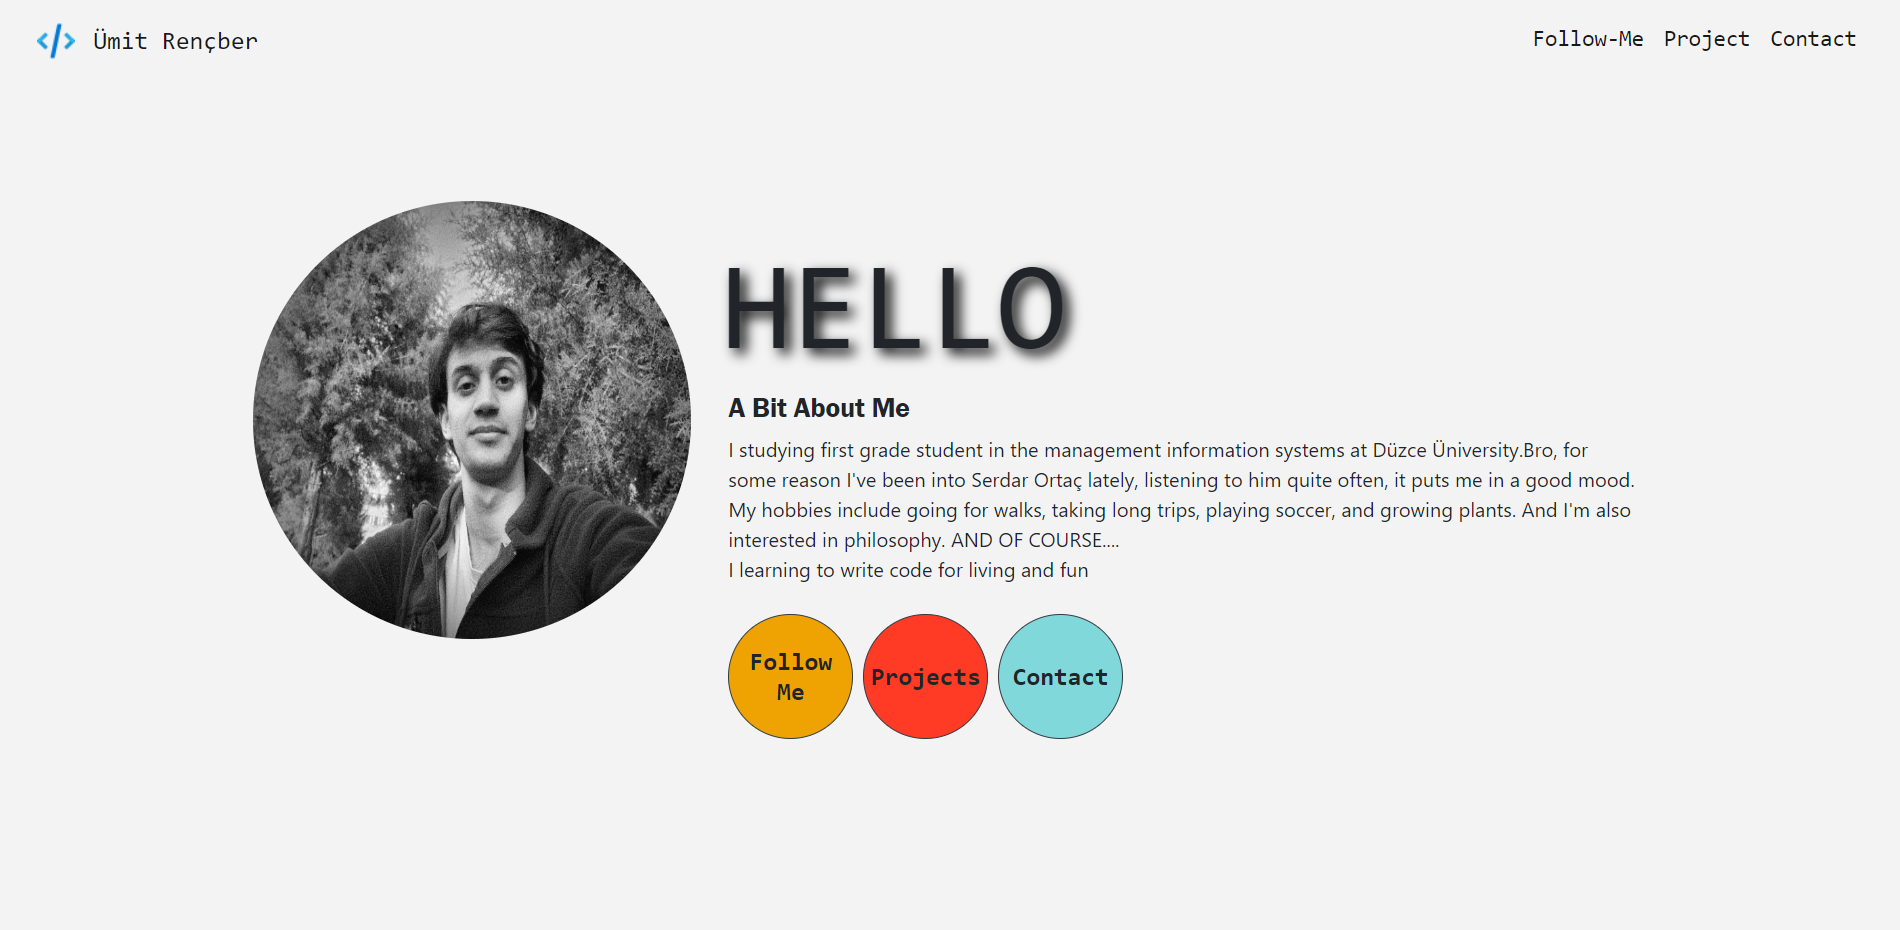 </> Ümit Rençber
Follow-Me Project Contact
HELLO
A Bit About Me
I studying first grade student in the management information systems at Düzce Üniversity.Bro, for
some reason I've been into Serdar Ortaç lately, listening to him quite often, it puts me in a good mood.
My hobbies include going for walks, taking long trips, playing soccer, and growing plants. And I'm also
interested in philosophy. AND OF COURSE....
I learning to write code for living and fun
Follow
Me
Projects
Contact